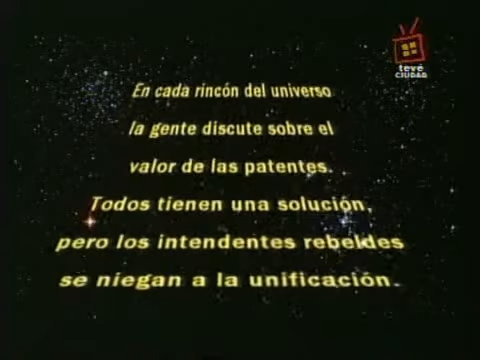 tevé
CIUDAD
En cada rincón del universo
la gente discute sobre el
valor de las patentes.
Todos tienen una solución,
pero los intendentes rebeldes
se niegan a la unificación.